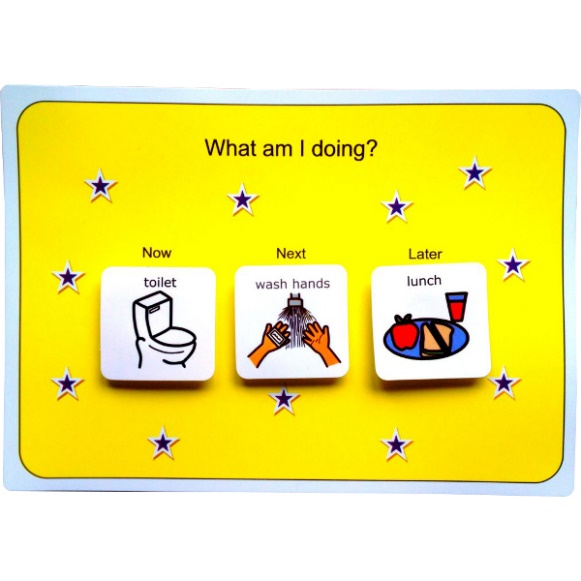 What am I doing?
Now
Next
Later
toilet
wash hands
lunch